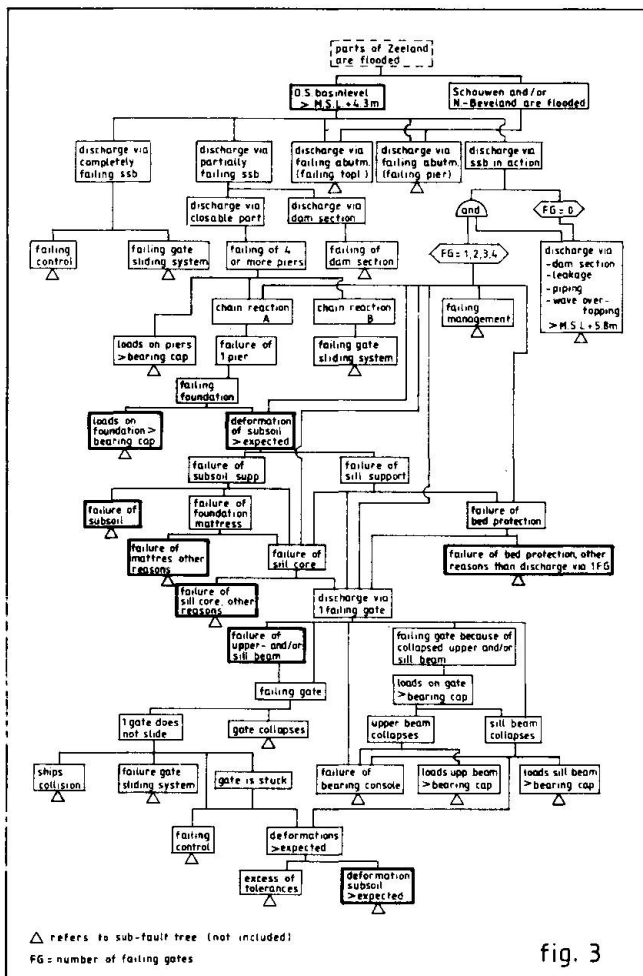 parts of Zeeland
are flooded
O.S. basinlevel
> M.S.L + 4.3m
Schouwen and/or
N-Beveland are flooded
discharge via
completely
failing ssb
discharge via
partially
failing ssb
discharge via
failing abutm.
(failing topl)
discharge via
failing abutm.
(failing pier)
discharge via
ssb in action
discharge via
closable part
discharge via
dam section
and
FG = 0
failing
control
failing gate
sliding system
failing of 4
or more piers
failing of
dam section
FG = 1,2,3,4
discharge via
-dam section
-leakage
-piping
-wave over-
topping
> M.S.L + 5.8m
loads on piers
> bearing cap
chain reaction
A
chain reaction
B
failing
management
failure of
1 pier
failing gate
sliding system
failing
foundation
loads on
foundation >
bearing cap
deformation
of subsoil
> expected
failure of
subsoil supp
failure of
sill support
failure of
subsoil
failure of
foundation
mattress
failure of
bed protection
failure of
mattres other
reasons
failure of
sill core
failure of bed protection, other
reasons than discharge via 1FG
failure of
sill core, other
reasons
discharge via
1 failing gate
failure of
upper- and/or
sill beam
failing gate because of
collapsed upper and/or
sill beam
failing gate
loads on gate
> bearing cap
1 gate does
not slide
gate collapses
upper beam
collapses
sill beam
collapses
ships
collision
failure gate
sliding system
gate is stuck
failure of
bearing console
loads upp beam
> bearing cap
loads sill beam
> bearing cap
failing
control
deformations
> expected
excess of
tolerances
deformation
subsoil
> expected
△ refers to sub-fault tree (not included)
FG = number of failing gates
fig. 3